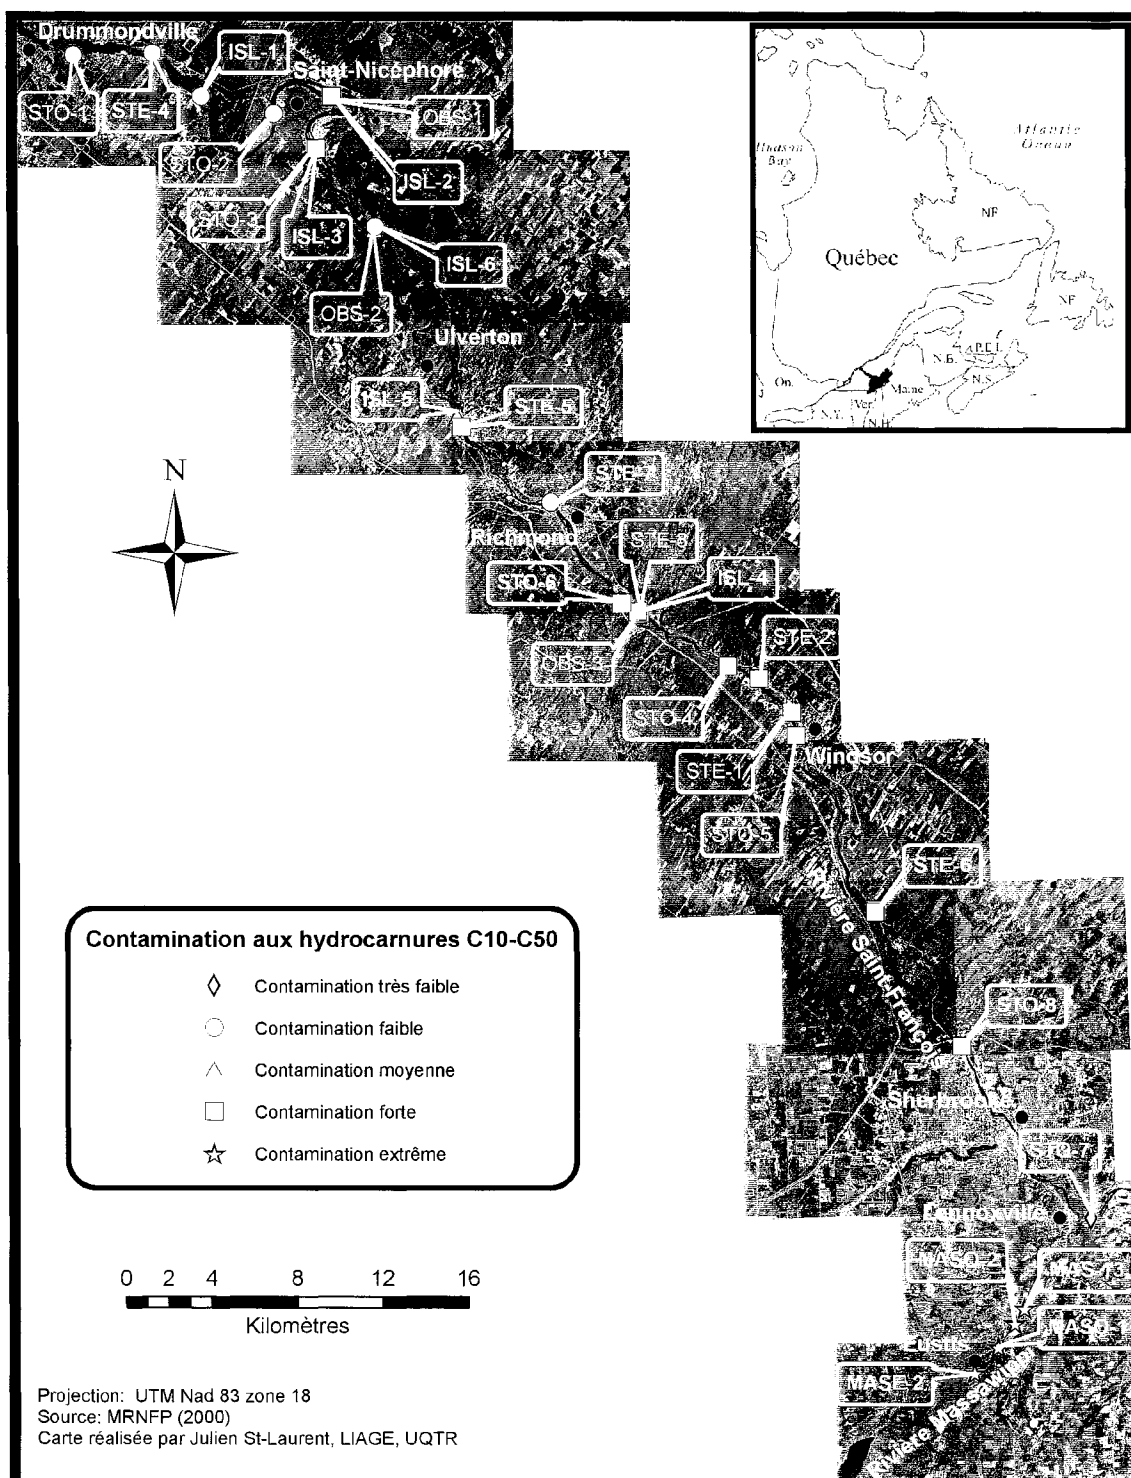 Drummondville
ISL-1
Saint-Nicéphore
STO-1
STE-4
OBS-1
STO-2
ISL-2
STO-3
ISL-3
ISL-6
OBS-2
Ulverton
ISL-5
STE-5
STE-7
Richmond
STE-8
STO-6
ISL-4
OBS-3
STE-2
STO-4
STE-1
Windsor
STO-5
STE-6
Rivière Saint-François
STO-8
Sherbrooke
STO-7
Lennoxville
MASO-2
MAS-13
MASO-1
Eustis
MASE-2
Rivière Massawippi
Hudson
Bay
Atlantic
Ocean
NF
Québec
NF
P.E.I.
N.B.
N.S.
On.
Maine
Ver.
N.Y.
N.H.
N
Contamination aux hydrocarnures C10-C50
Contamination très faible
Contamination faible
Contamination moyenne
Contamination forte
Contamination extrême
0 2 4 8 12 16
Kilomètres
Projection: UTM Nad 83 zone 18
Source: MRNFP (2000)
Carte réalisée par Julien St-Laurent, LIAGE, UQTR